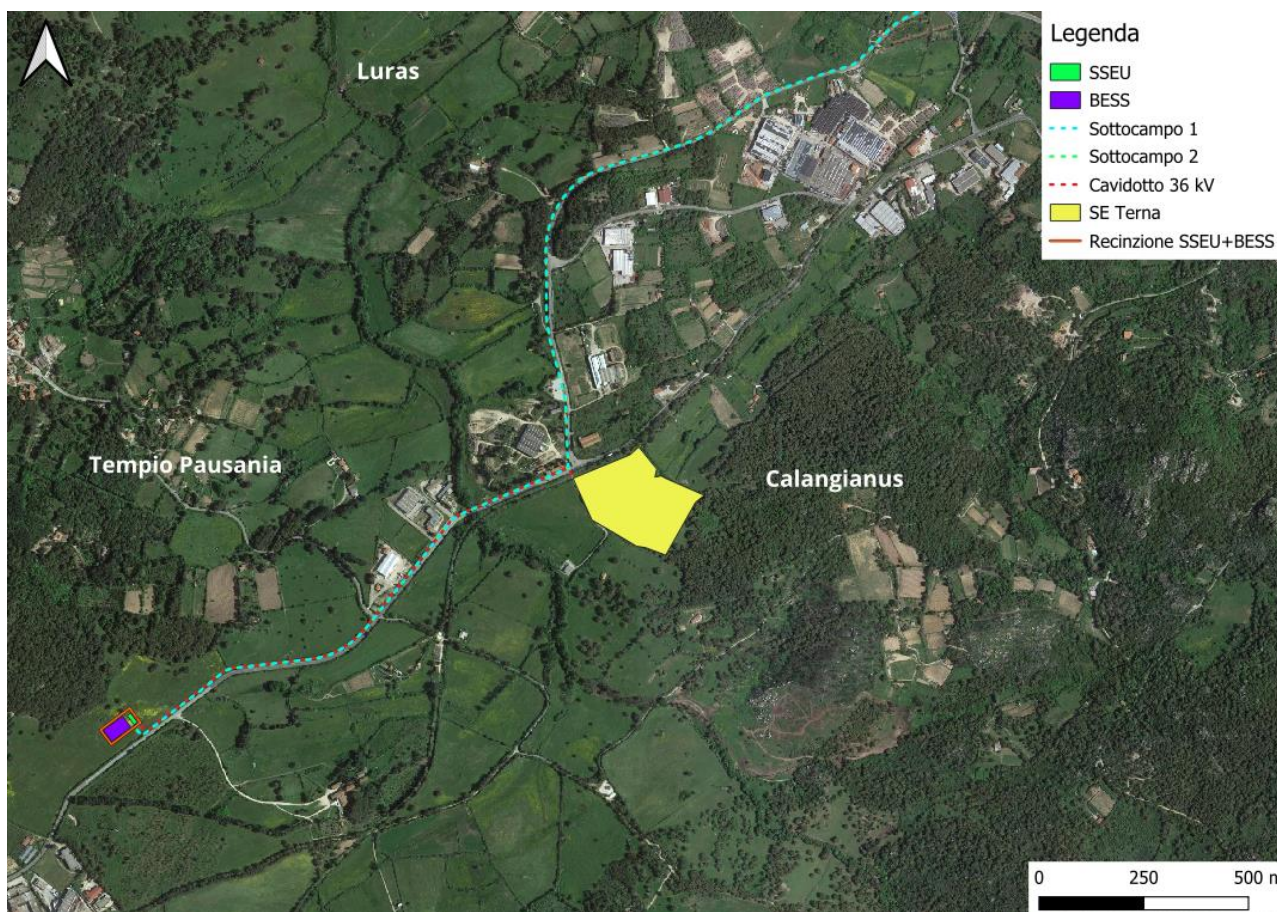 Luras
Tempio Pausania
Calangianus
Legenda
SSEU
BESS
Sottocampo 1
Sottocampo 2
Cavidotto 36 kV
SE Terna
Recinzione SSEU+BESS
0 250 500 m